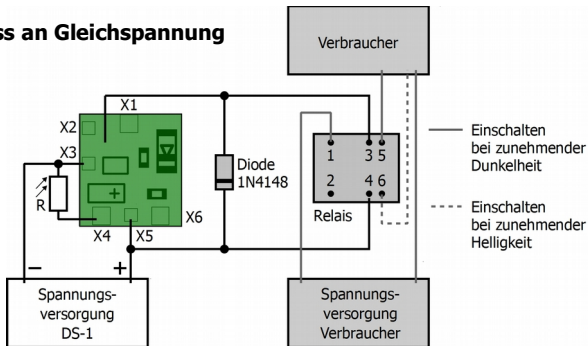 ss an Gleichspannung
Verbraucher
X1
X2
X3
X4
X5
X6
R
Diode
1N4148
1
3 5
2
4 6
Relais
Einschalten
bei zunehmender
Dunkelheit
Einschalten
bei zunehmender
Helligkeit
–
+
+
Spannungs-
versorgung
DS-1
Spannungs-
versorgung
Verbraucher